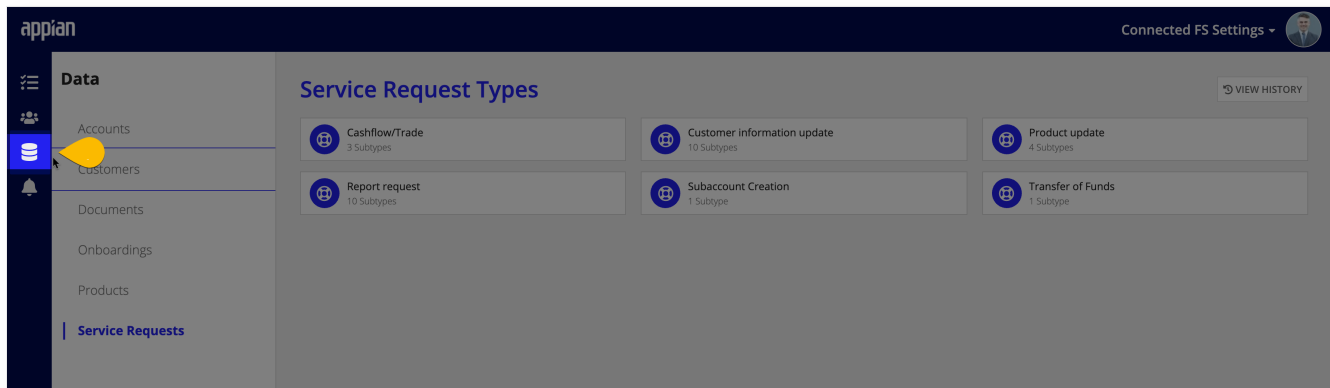 appian
Connected FS Settings
Data
Accounts
Customers
Documents
Onboardings
Products
Service Requests
Service Request Types
VIEW HISTORY
Cashflow/Trade
3 Subtypes
Customer information update
10 Subtypes
Product update
4 Subtypes
Report request
10 Subtypes
Subaccount Creation
1 Subtype
Transfer of Funds
1 Subtype